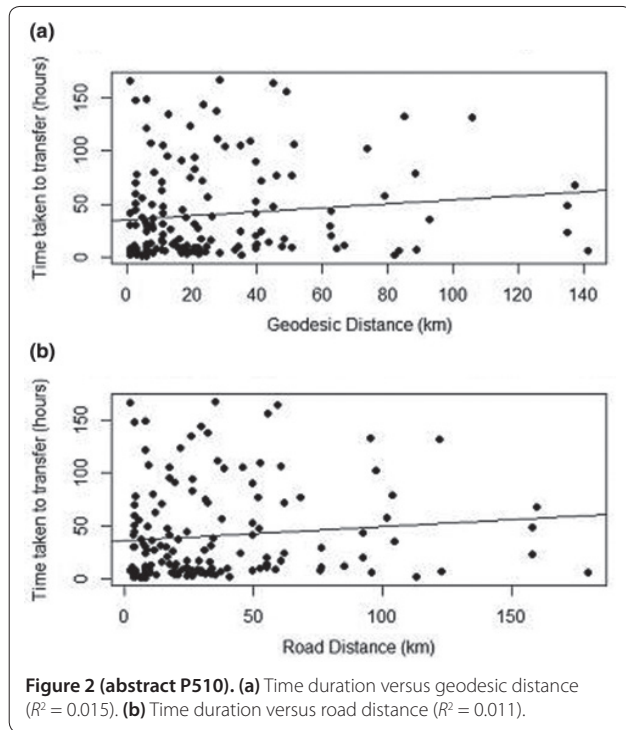 (a)
Time taken to transfer (hours)
150
100
50
0
0 20 40 60 80 100 120 140
Geodesic Distance (km)
(b)
Time taken to transfer (hours)
150
100
50
0
0 50 100 150
Road Distance (km)
Figure 2 (abstract P510). (a) Time duration versus geodesic distance
(R² = 0.015). (b) Time duration versus road distance (R² = 0.011).